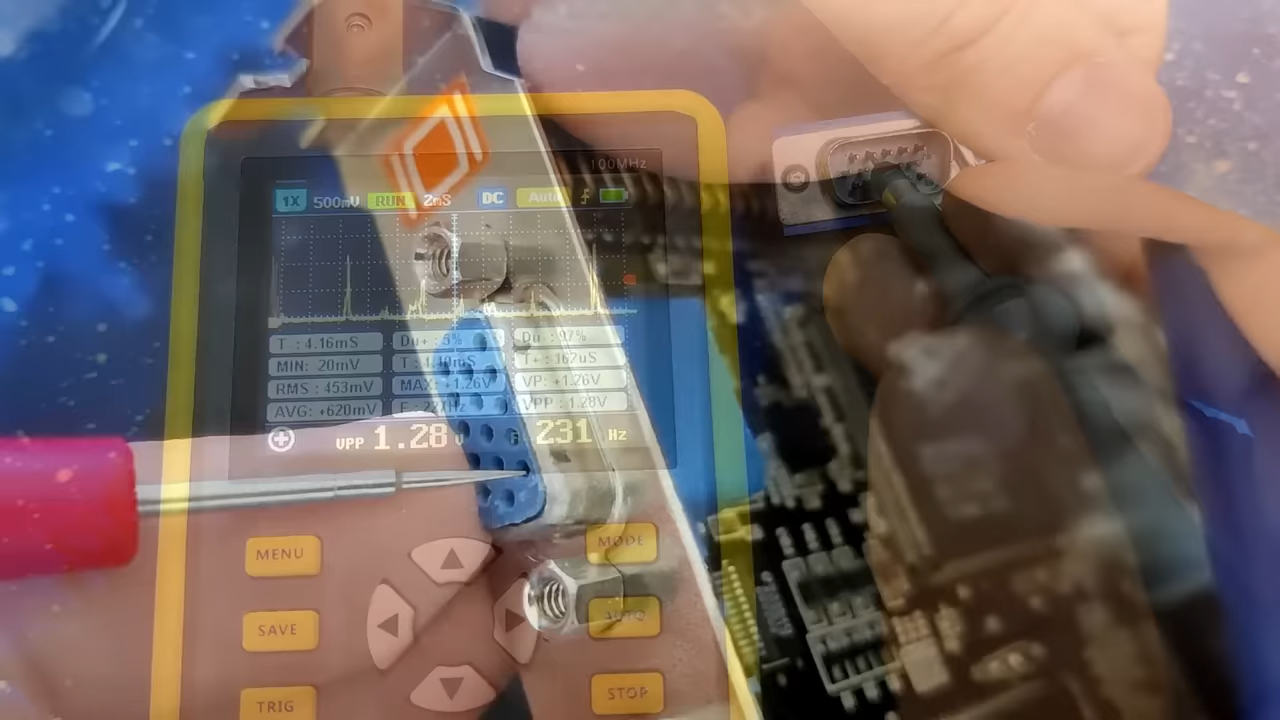 100MHz
1X 500mV RUN 2mS DC Auto
T : 4.16mS Du+ : 3% Du- : 97%
MIN: 20mV T+: 162uS
RMS : 453mV MAX: +1.26V VP: +1.26V
AVG: +620mV VPP: 1.28V
VPP 1.28 F 231 Hz
MENU MODE
SAVE AUTO
TRIG STOP